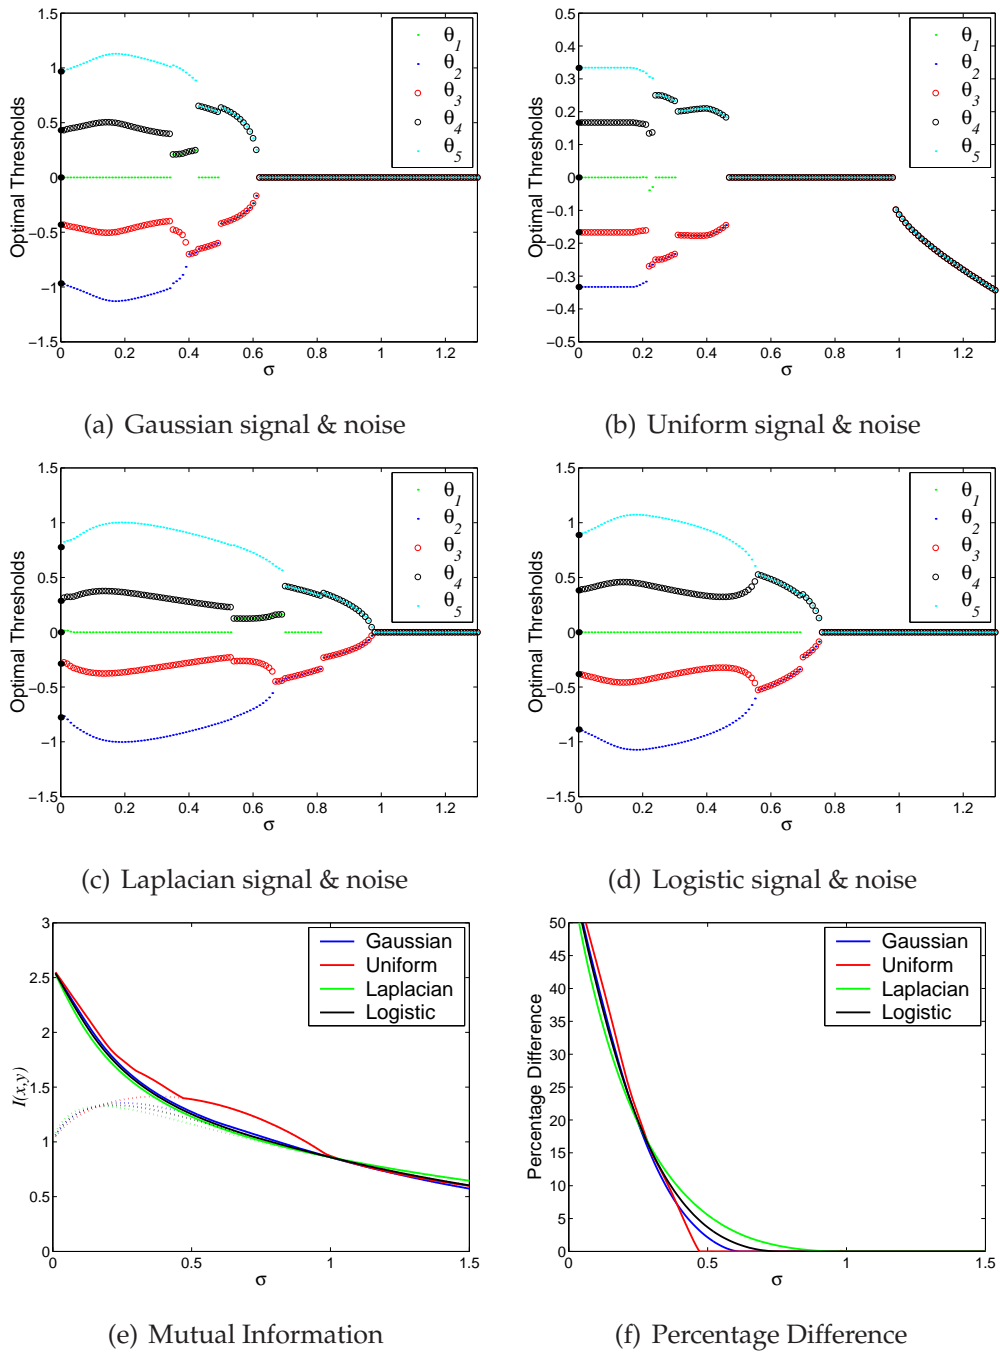 1.5
1
0.5
0
−0.5
−1
−1.5
0 0.2 0.4 0.6 0.8 1 1.2
Optimal Thresholds
σ
θ1
θ2
θ3
θ4
θ5
(a) Gaussian signal & noise
0.5
0.4
0.3
0.2
0.1
0
−0.1
−0.2
−0.3
−0.4
−0.5
0 0.2 0.4 0.6 0.8 1 1.2
Optimal Thresholds
σ
θ1
θ2
θ3
θ4
θ5
(b) Uniform signal & noise
1.5
1
0.5
0
−0.5
−1
−1.5
0 0.2 0.4 0.6 0.8 1 1.2
Optimal Thresholds
σ
θ1
θ2
θ3
θ4
θ5
(c) Laplacian signal & noise
1.5
1
0.5
0
−0.5
−1
−1.5
0 0.2 0.4 0.6 0.8 1 1.2
Optimal Thresholds
σ
θ1
θ2
θ3
θ4
θ5
(d) Logistic signal & noise
3
2.5
2
1.5
1
0.5
0
0 0.5 1 1.5
I(x,y)
σ
Gaussian
Uniform
Laplacian
Logistic
(e) Mutual Information
50
45
40
35
30
25
20
15
10
5
0
0 0.5 1 1.5
Percentage Difference
σ
Gaussian
Uniform
Laplacian
Logistic
(f) Percentage Difference